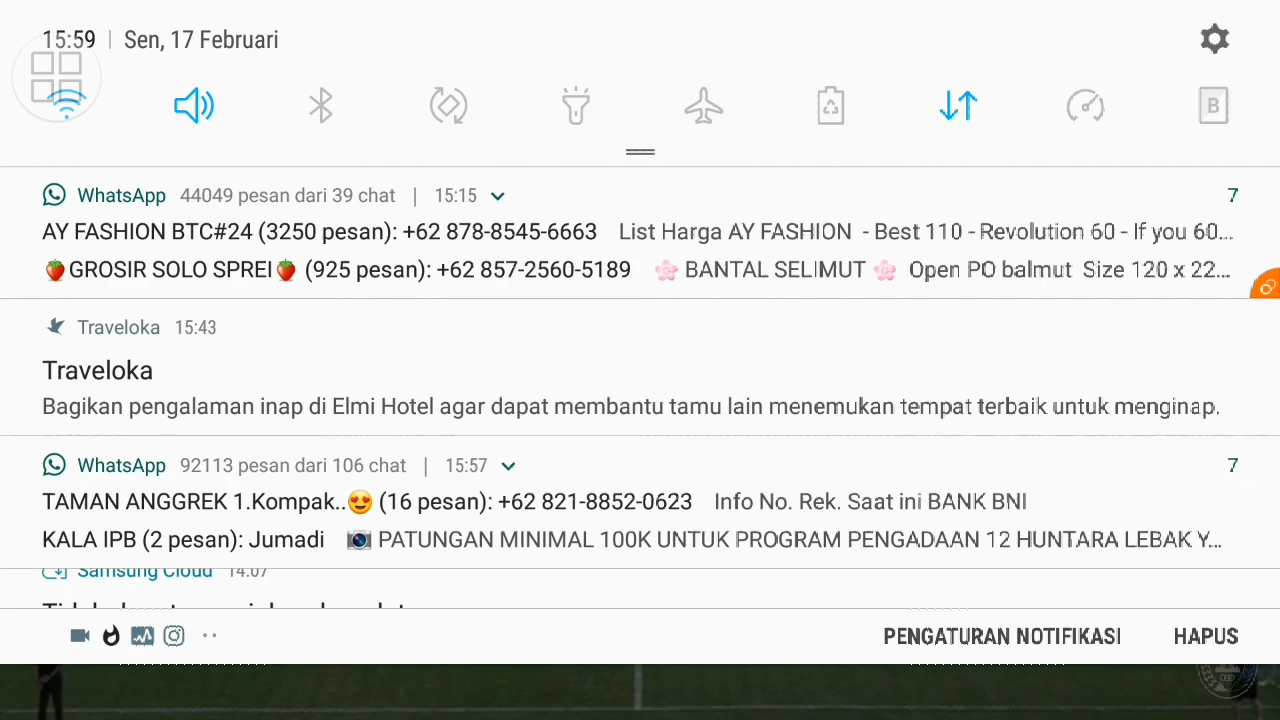 15:59 | Sen, 17 Februari
B
WhatsApp 44049 pesan dari 39 chat | 15:15 7
AY FASHION BTC#24 (3250 pesan): +62 878-8545-6663 List Harga AY FASHION - Best 110 - Revolution 60 - If you 60...
🍓GROSIR SOLO SPREI🍓 (925 pesan): +62 857-2560-5189 🌸 BANTAL SELIMUT 🌸 Open PO balmut Size 120 x 22...
Traveloka 15:43
Traveloka
Bagikan pengalaman inap di Elmi Hotel agar dapat membantu tamu lain menemukan tempat terbaik untuk menginap.
WhatsApp 92113 pesan dari 106 chat | 15:57 7
TAMAN ANGGREK 1.Kompak..😍 (16 pesan): +62 821-8852-0623 Info No. Rek. Saat ini BANK BNI
KALA IPB (2 pesan): Jumadi 📷 PATUNGAN MINIMAL 100K UNTUK PROGRAM PENGADAAN 12 HUNTARA LEBAK Y...
Samsung Cloud 14:07
PENGATURAN NOTIFIKASI HAPUS